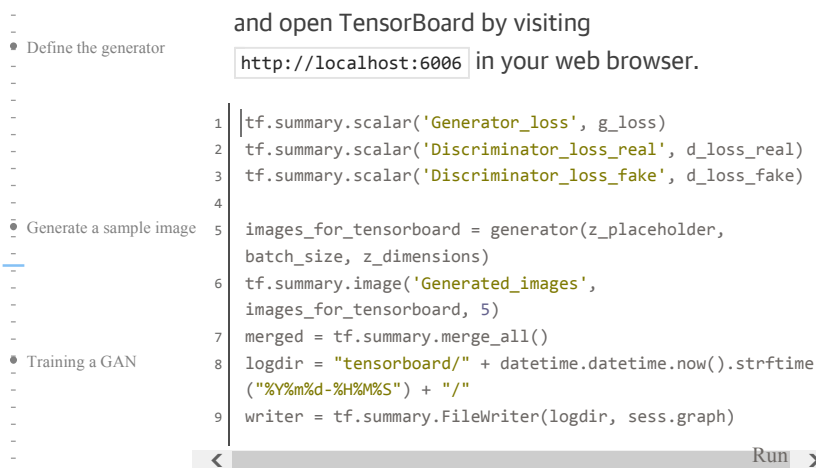 and open TensorBoard by visiting
http://localhost:6006 in your web browser.
Define the generator
Generate a sample image
Training a GAN
1 tf.summary.scalar('Generator_loss', g_loss)
2 tf.summary.scalar('Discriminator_loss_real', d_loss_real)
3 tf.summary.scalar('Discriminator_loss_fake', d_loss_fake)
4
5 images_for_tensorboard = generator(z_placeholder,
batch_size, z_dimensions)
6 tf.summary.image('Generated_images',
images_for_tensorboard, 5)
7 merged = tf.summary.merge_all()
8 logdir = "tensorboard/" + datetime.datetime.now().strftime
("%Y%m%d-%H%M%S") + "/"
9 writer = tf.summary.FileWriter(logdir, sess.graph)
Run